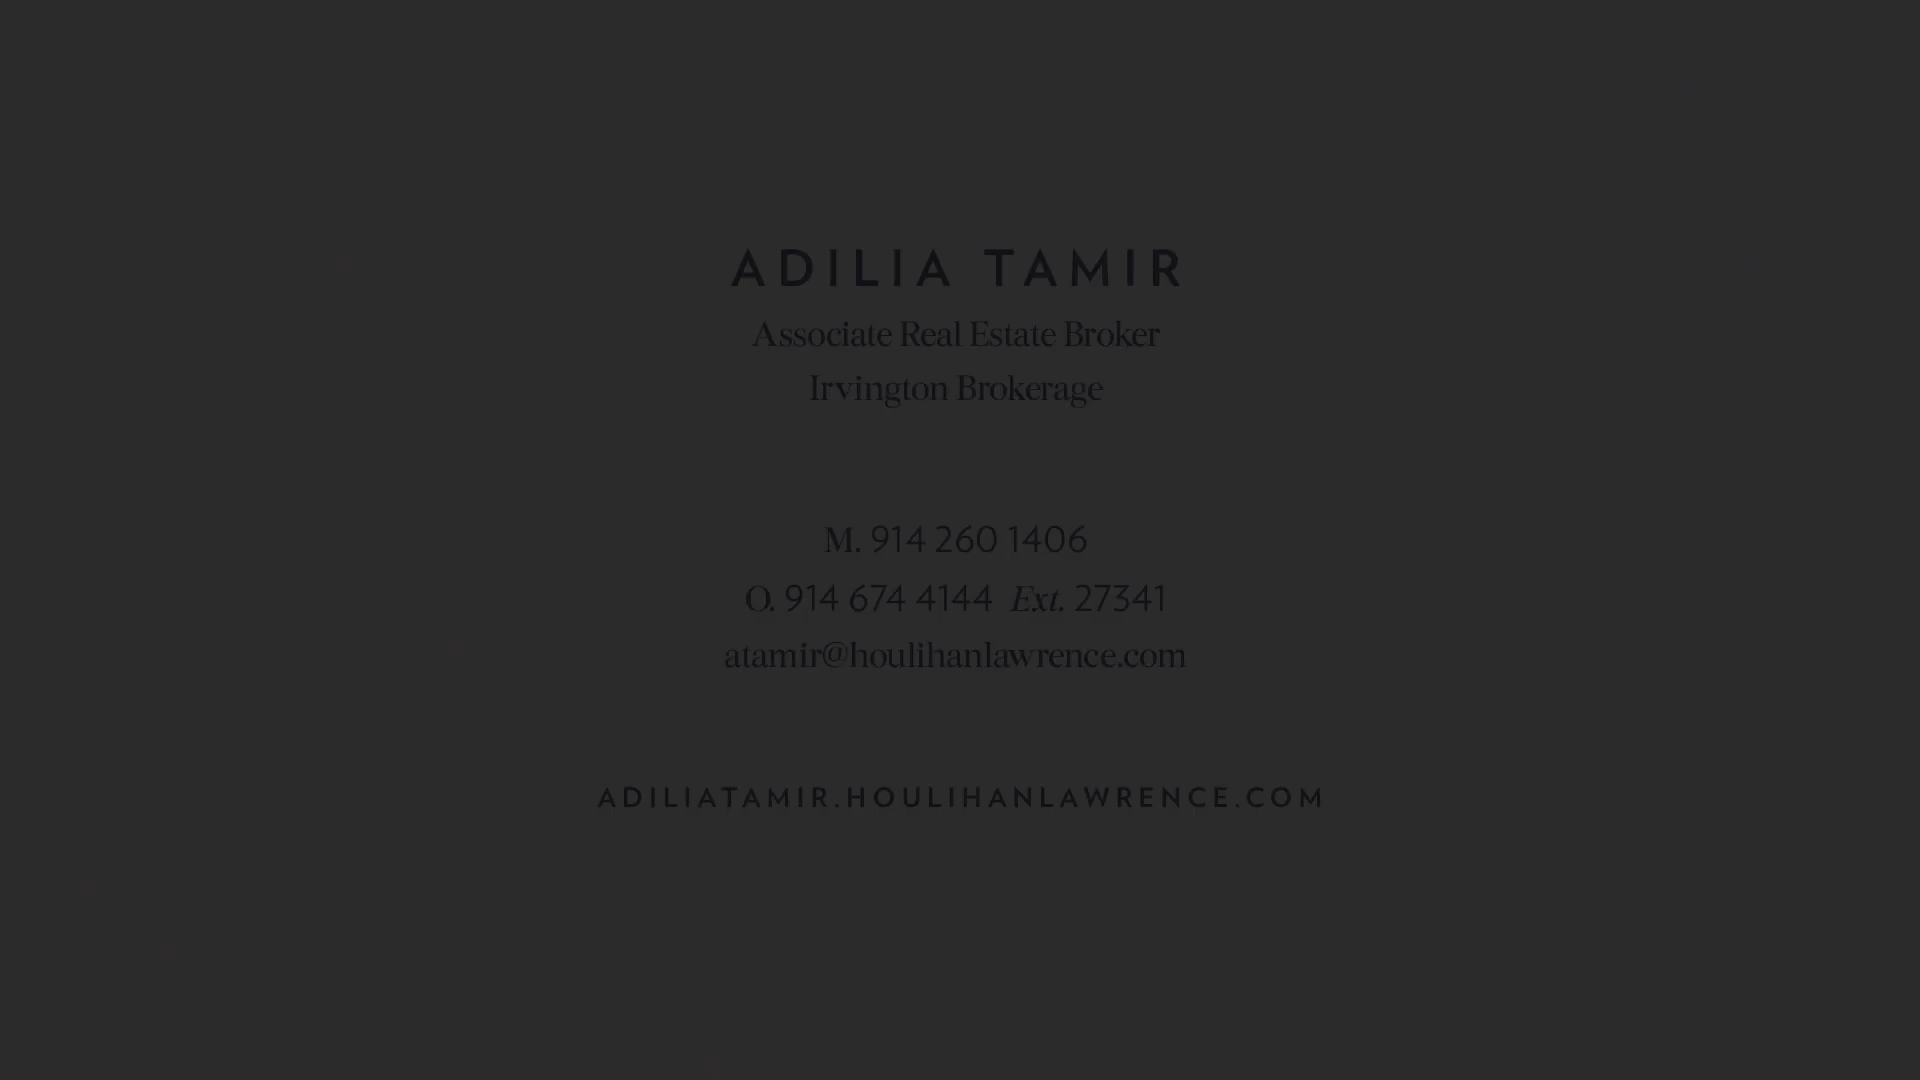 ADILIA TAMIR
Associate Real Estate Broker
Irvington Brokerage
M. 914 260 1406
O. 914 674 4144 Ext. 27341
atamir@houlihanlawrence.com
ADILIATAMIR.HOULIHANLAWRENCE.COM